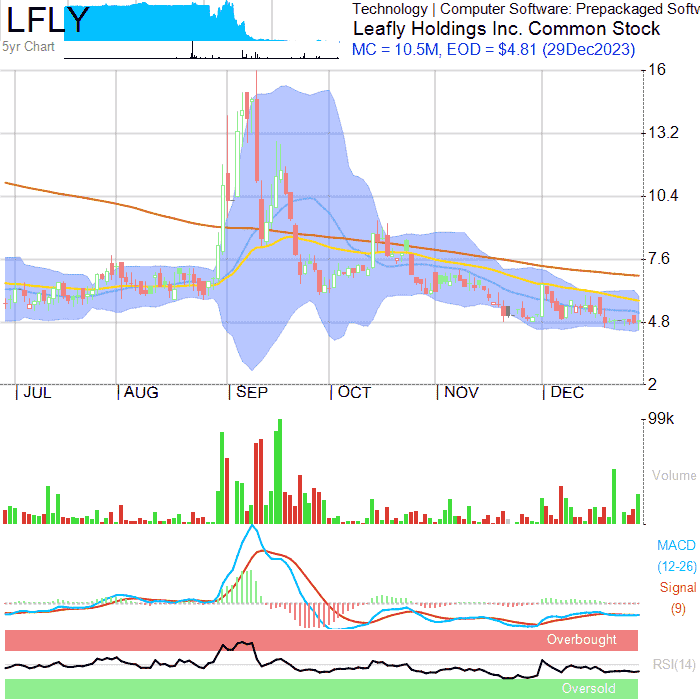 LFLY
5yr Chart
Technology | Computer Software: Prepackaged Softw
Leafly Holdings Inc. Common Stock
MC = 10.5M, EOD = $4.81 (29Dec2023)
16
13.2
10.4
7.6
4.8
2
|JUL |AUG |SEP |OCT |NOV |DEC
99k
Volume
MACD
(12-26)
Signal
(9)
Overbought
RSI(14)
Oversold